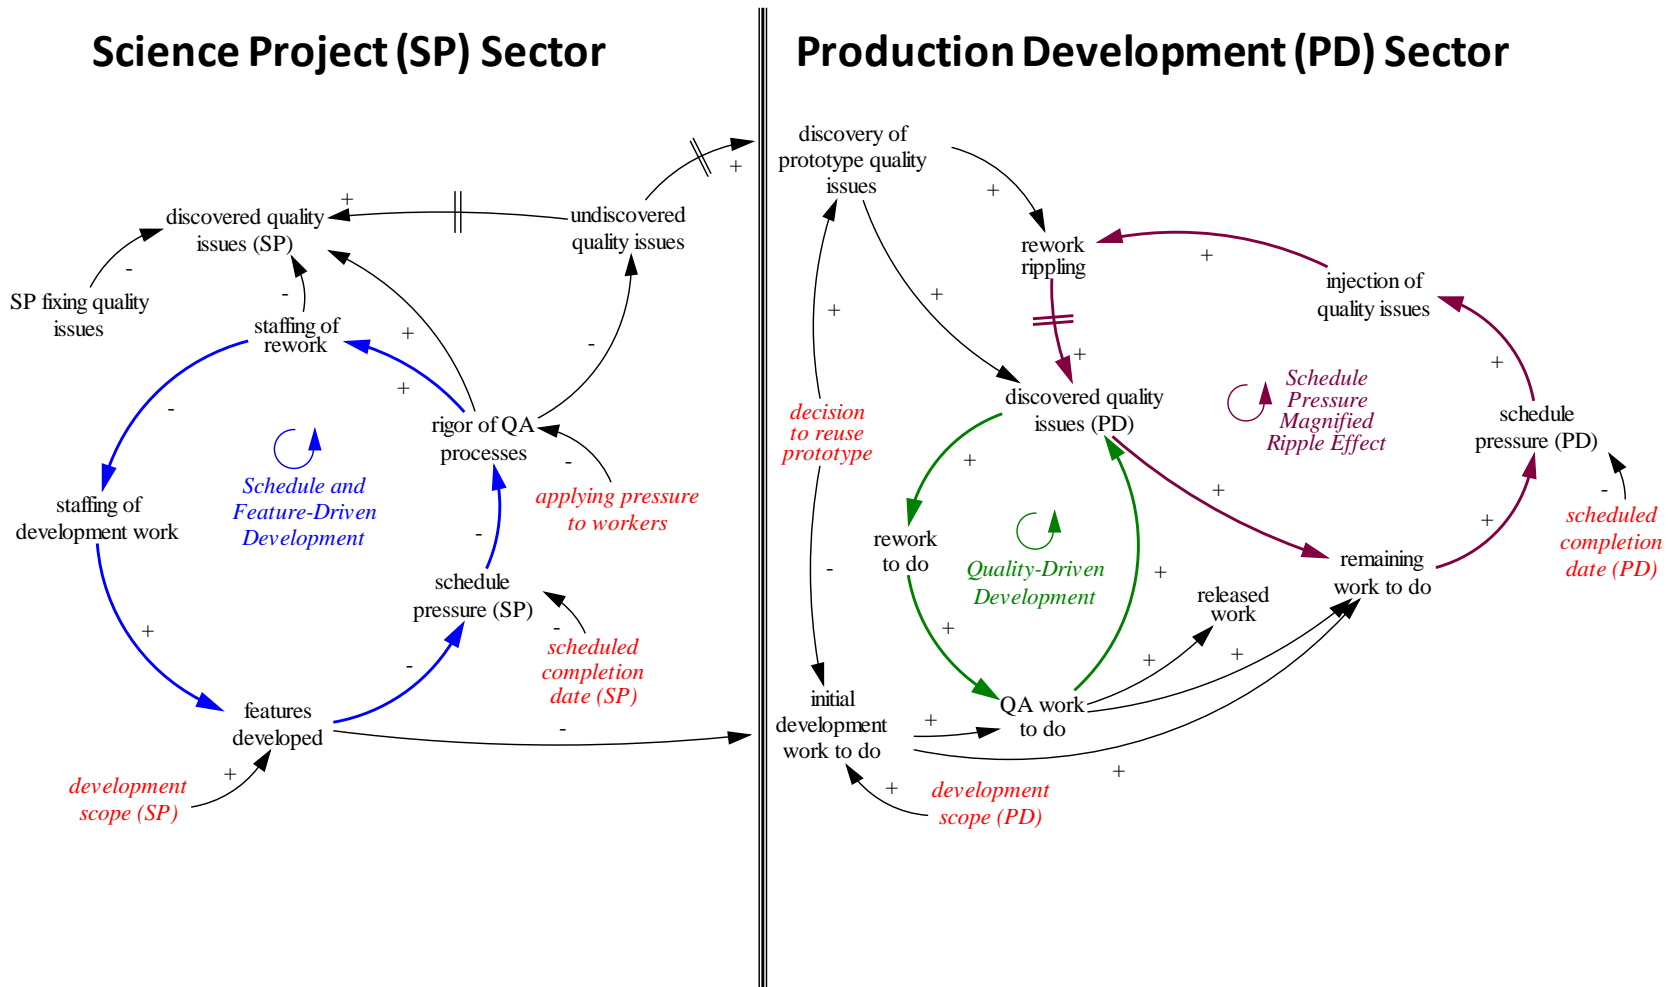 Science Project (SP) Sector
discovered quality
issues (SP)
+
undiscovered
quality issues
+
-
SP fixing quality
issues
-
staffing of
rework
+
+
-
-
rigor of QA
processes
-
Schedule and
Feature-Driven
Development
staffing of
development work
applying pressure
to workers
-
schedule
pressure (SP)
-
scheduled
completion
date (SP)
+
-
features
developed
-
+
development
scope (SP)
Production Development (PD) Sector
discovery of
prototype quality
issues
+
rework
rippling
+
injection of
quality issues
+
+
+
discovered quality
issues (PD)
Schedule
Pressure
Magnified
Ripple Effect
+
schedule
pressure (PD)
decision
to reuse
prototype
+
+
+
-
scheduled
completion
date (PD)
rework
to do
Quality-Driven
Development
-
+
released
work
remaining
work to do
+
+
+
initial
development
work to do
+
QA work
to do
+
+
development
scope (PD)